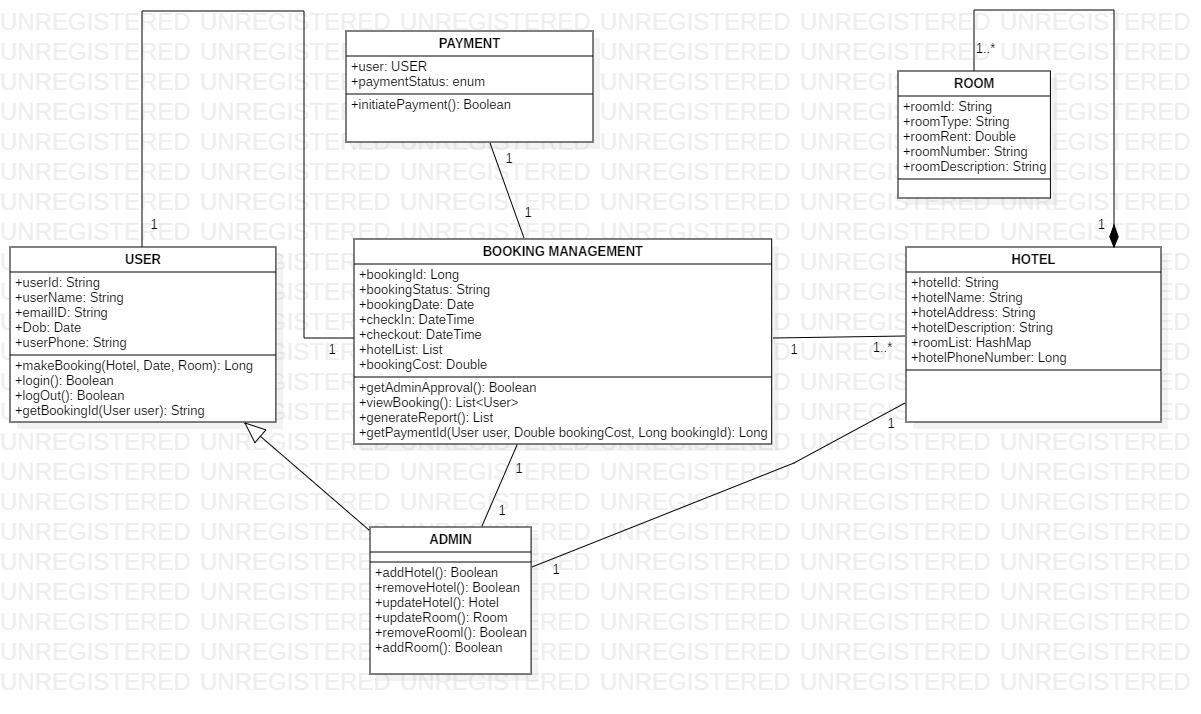 PAYMENT
+user: USER
+paymentStatus: enum
+initiatePayment(): Boolean
1
1
1..*
ROOM
+roomId: String
+roomType: String
+roomRent: Double
+roomNumber: String
+roomDescription: String
1
1
USER
+userId: String
+userName: String
+emailID: String
+Dob: Date
+userPhone: String
+makeBooking(Hotel, Date, Room): Long
+login(): Boolean
+logOut(): Boolean
+getBookingId(User user): String
1
BOOKING MANAGEMENT
+bookingId: Long
+bookingStatus: String
+bookingDate: Date
+checkIn: DateTime
+checkout: DateTime
+hotelList: List
+bookingCost: Double
+getAdminApproval(): Boolean
+viewBooking(): List<User>
+generateReport(): List
+getPaymentId(User user, Double bookingCost, Long bookingId): Long
1
1..*
HOTEL
+hotelId: String
+hotelName: String
+hotelAddress: String
+hotelDescription: String
+roomList: HashMap
+hotelPhoneNumber: Long
1
1
1
1
ADMIN
+addHotel(): Boolean
+removeHotel(): Boolean
+updateHotel(): Hotel
+updateRoom(): Room
+removeRooml(): Boolean
+addRoom(): Boolean
UNREGISTERED